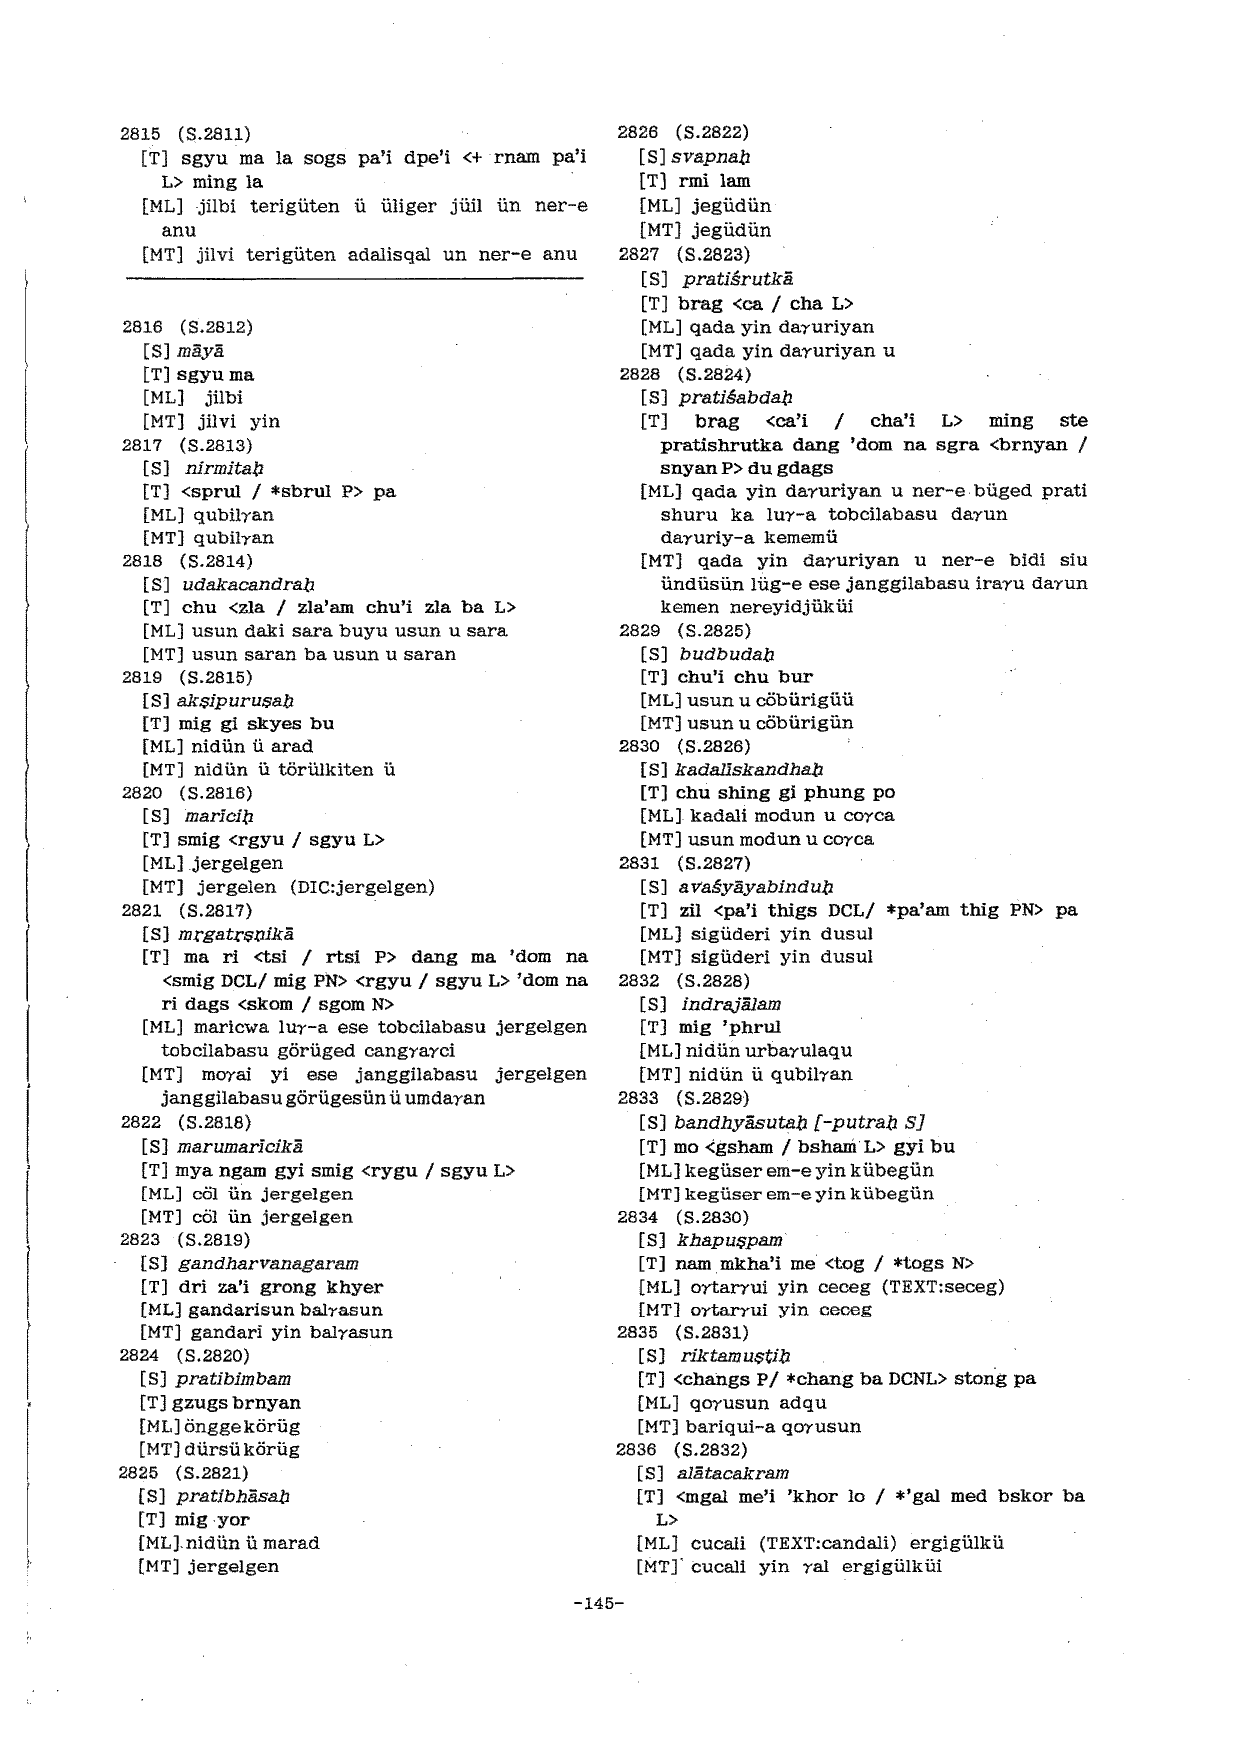 2815 (S.2811)
[T] sgyu ma la sogs pa'i dpe'i <+ rnam pa'i
L> ming la
[ML] jilbi terigüten ü üliger jüil ün ner-e
anu
[MT] jilvi terigüten adalisqal un ner-e anu
2816 (S.2812)
[S] māyā
[T] sgyu ma
[ML] jilbi
[MT] jilvi yin
2817 (S.2813)
[S] nirmitaḥ
[T] <sprul / *sbrul P> pa
[ML] qubilγan
[MT] qubilγan
2818 (S.2814)
[S] udakacandraḥ
[T] chu <zla / zla'am chu'i zla ba L>
[ML] usun daki sara buyu usun u sara
[MT] usun saran ba usun u saran
2819 (S.2815)
[S] akṣipuruṣaḥ
[T] mig gi skyes bu
[ML] nidün ü arad
[MT] nidün ü törülkiten ü
2820 (S.2816)
[S] marīciḥ
[T] smig <rgyu / sgyu L>
[ML] jergelgen
[MT] jergelen (DIC:jergelgen)
2821 (S.2817)
[S] mṛgatṛṣṇikā
[T] ma ri <tsi / rtsi P> dang ma 'dom na
<smig DCL/ mig PN> <rgyu / sgyu L> 'dom na
ri dags <skom / sgom N>
[ML] maricwa luγ-a ese tobcilabasu jergelgen
tobcilabasu görüged cangγaγci
[MT] moγai yi ese janggilabasu jergelgen
janggilabasu görügesün ü umdaγan
2822 (S.2818)
[S] marumarīcikā
[T] mya ngam gyi smig <rygu / sgyu L>
[ML] cöl ün jergelgen
[MT] cöl ün jergelgen
2823 (S.2819)
[S] gandharvanagaram
[T] dri za'i grong khyer
[ML] gandarisun balγasun
[MT] gandari yin balγasun
2824 (S.2820)
[S] pratibimbam
[T] gzugs brnyan
[ML] öngge körüg
[MT] dürsü körüg
2825 (S.2821)
[S] pratibhāsaḥ
[T] mig yor
[ML] nidün ü marad
[MT] jergelgen
2826 (S.2822)
[S] svapnaḥ
[T] rmi lam
[ML] jegüdün
[MT] jegüdün
2827 (S.2823)
[S] pratiśrutkā
[T] brag <ca / cha L>
[ML] qada yin daγuriyan
[MT] qada yin daγuriyan u
2828 (S.2824)
[S] pratiśabdaḥ
[T] brag <ca'i / cha'i L> ming ste
pratishrutka dang 'dom na sgra <brnyan /
snyan P> du gdags
[ML] qada yin daγuriyan u ner-e büged prati
shuru ka luγ-a tobcilabasu daγun
daγuriy-a kememü
[MT] qada yin daγuriyan u ner-e bidi siu
ündüsün lüg-e ese janggilabasu iraγu daγun
kemen nereyidjüküi
2829 (S.2825)
[S] budbudaḥ
[T] chu'i chu bur
[ML] usun u cöbürigüü
[MT] usun u cöbürigün
2830 (S.2826)
[S] kadalīskandhaḥ
[T] chu shing gi phung po
[ML] kadali modun u coγca
[MT] usun modun u coγca
2831 (S.2827)
[S] avaśyāyabinduḥ
[T] zil <pa'i thigs DCL/ *pa'am thig PN> pa
[ML] sigüderi yin dusul
[MT] sigüderi yin dusul
2832 (S.2828)
[S] indrajālam
[T] mig 'phrul
[ML] nidün urbaγulaqu
[MT] nidün ü qubilγan
2833 (S.2829)
[S] bandhyāsutaḥ [-putraḥ S]
[T] mo <gsham / bsham L> gyi bu
[ML] kegüser em-e yin kübegün
[MT] kegüser em-e yin kübegün
2834 (S.2830)
[S] khapuṣpam
[T] nam mkha'i me <tog / *togs N>
[ML] oγtarγui yin ceceg (TEXT:seceg)
[MT] oγtarγui yin ceceg
2835 (S.2831)
[S] riktamuṣṭiḥ
[T] <changs P/ *chang ba DCNL> stong pa
[ML] qoγusun adqu
[MT] bariqui-a qoγusun
2836 (S.2832)
[S] alātacakram
[T] <mgal me'i 'khor lo / *'gal med bskor ba
L>
[ML] cucali (TEXT:candali) ergigülkü
[MT] cucali yin γal ergigülküi
-145-